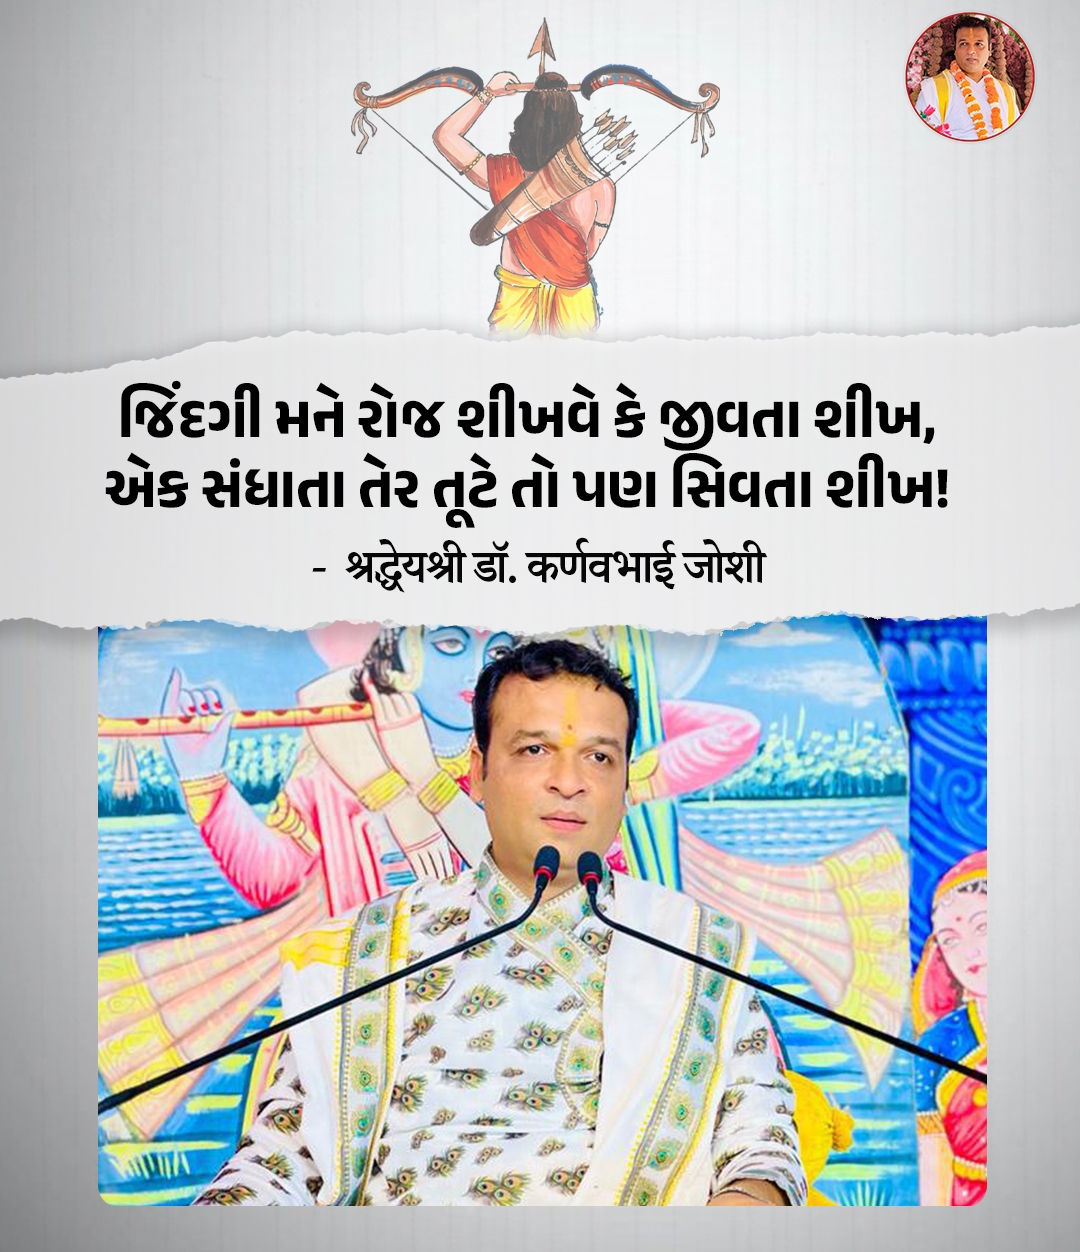 જિંદગી મને રોજ શીખવે કે જીવતા શીખ,
એક સંધાતા તેર તૂટે તો પણ સિવતા શીખ!
- श्रद्धेयश्री डॉ. कर्णवभाई जोशी